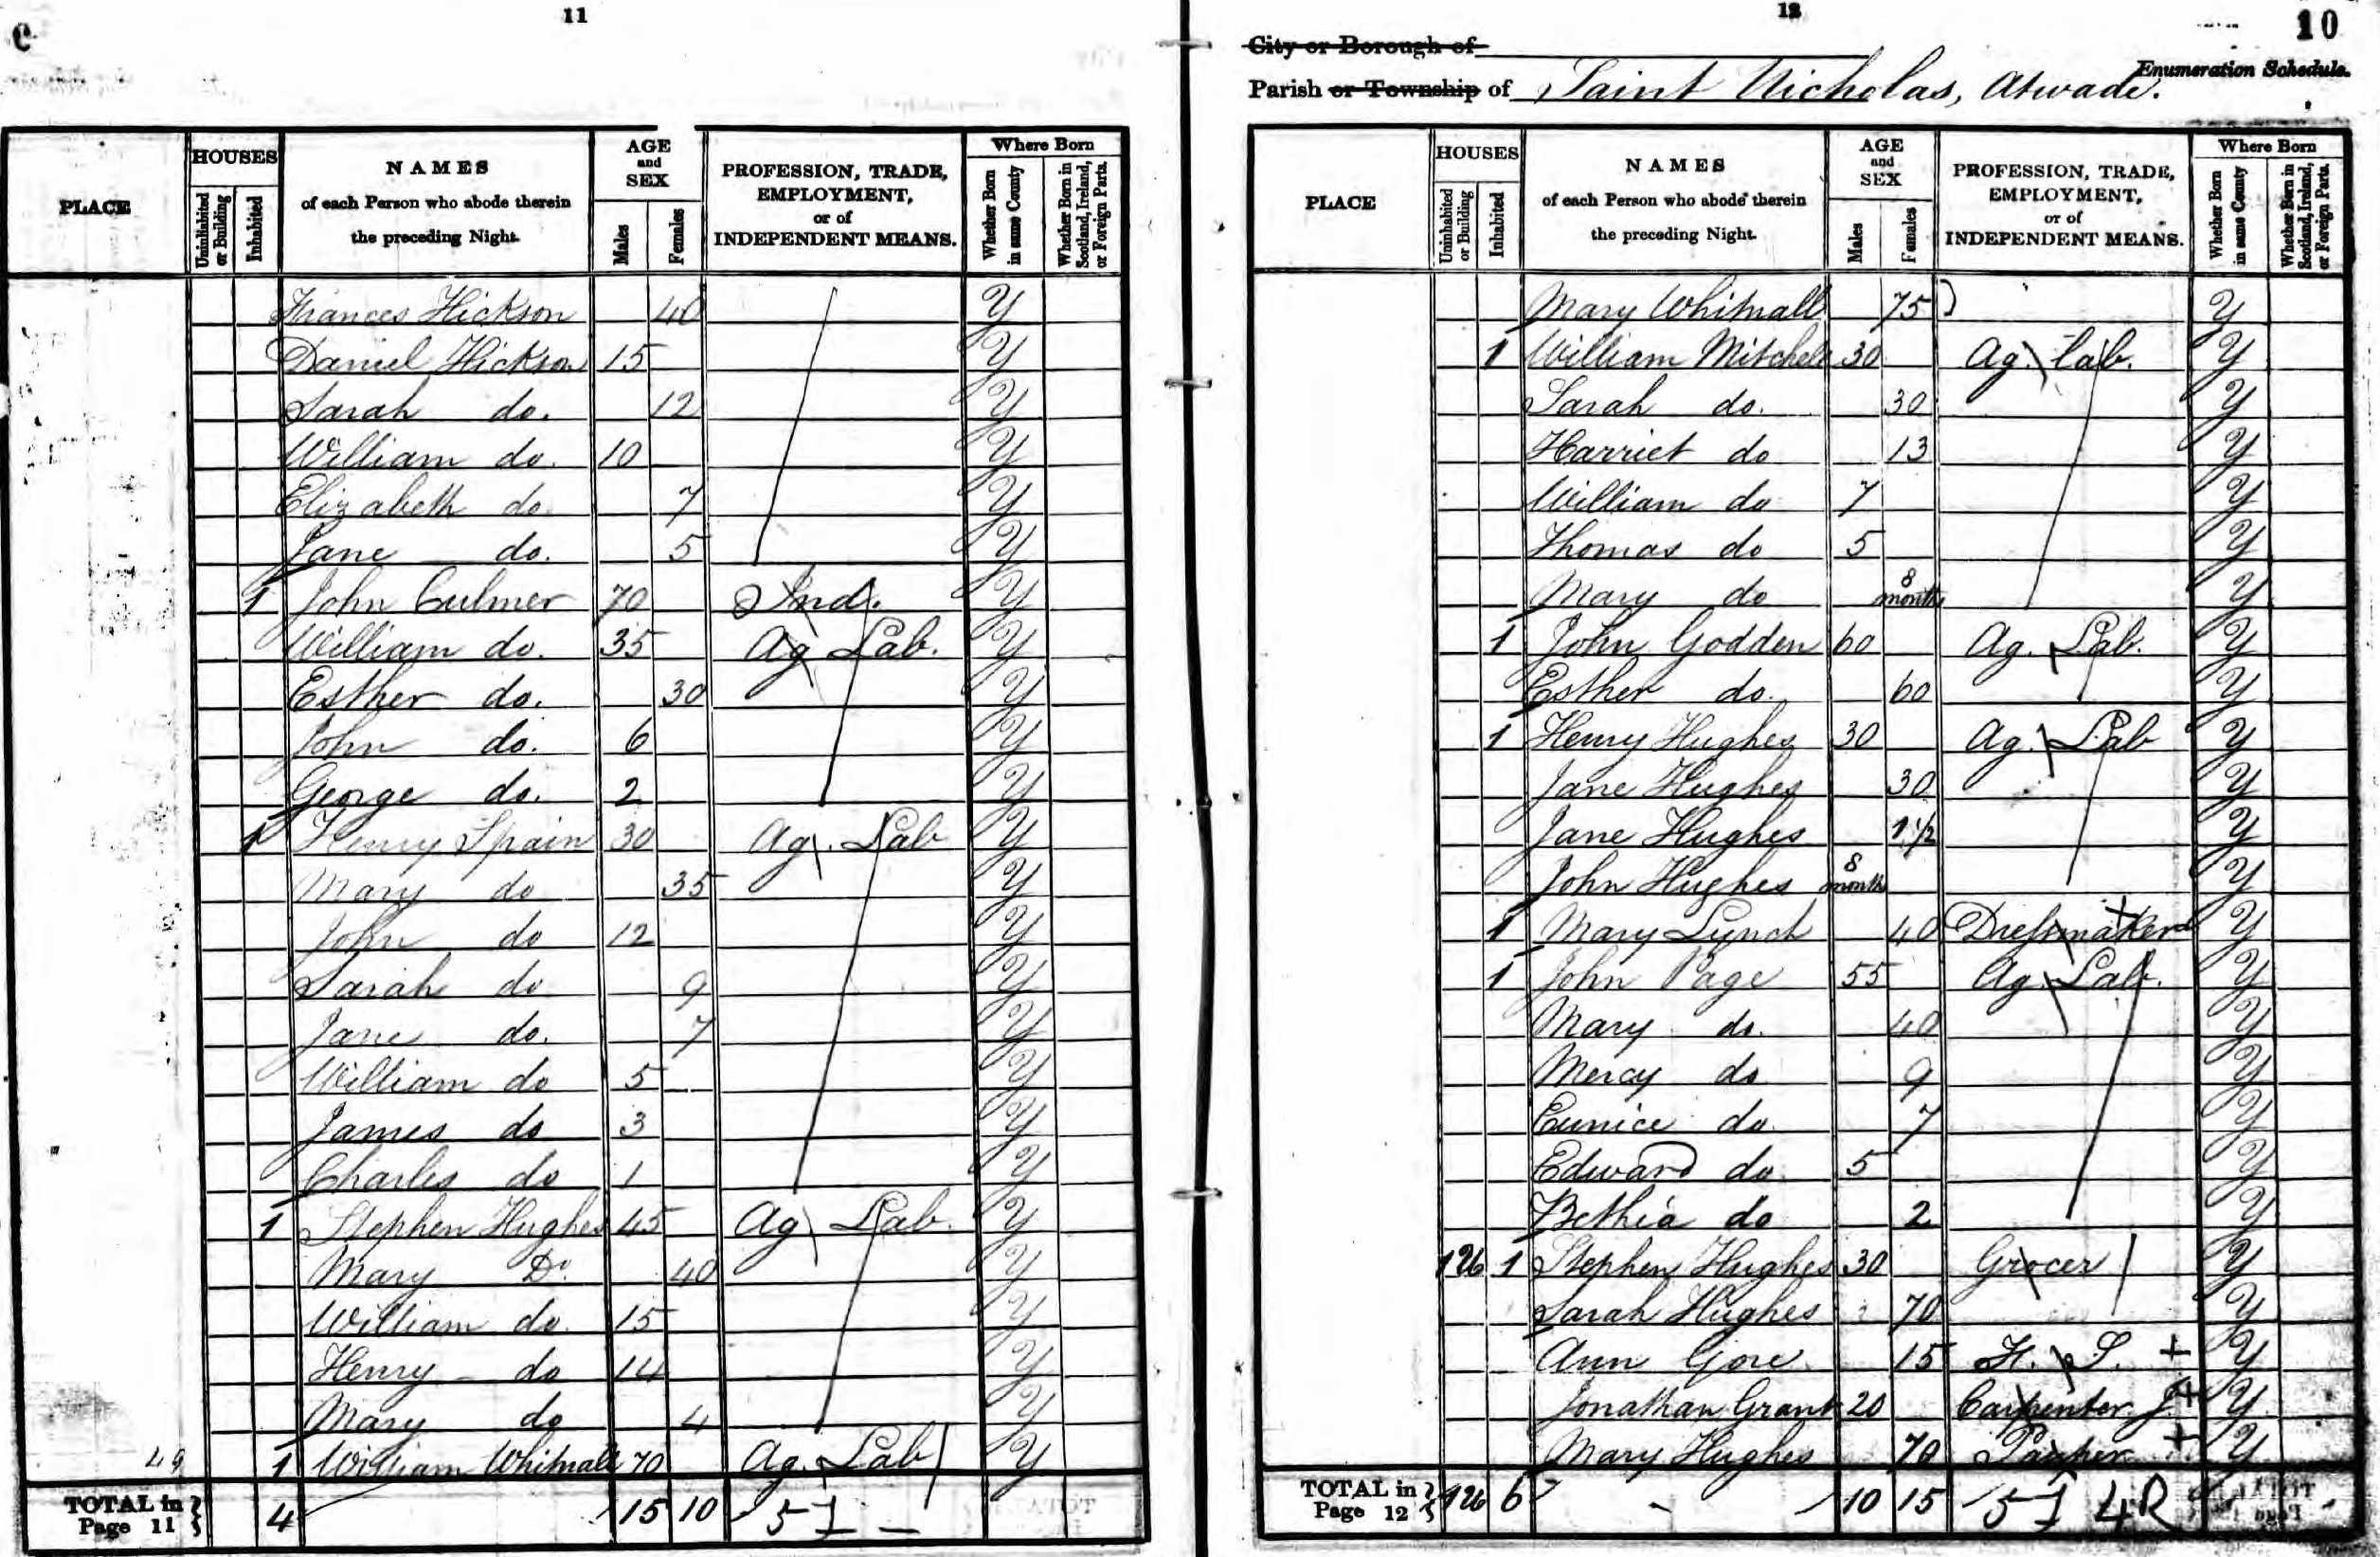 C
11
PLACE
HOUSES
Uninhabited or Building
Inhabited
NAMES
of each Person who abode therein
the preceding Night.
AGE and SEX
Males
Females
PROFESSION, TRADE, EMPLOYMENT, or of INDEPENDENT MEANS.
Where Born
Whether Born in same County
Whether Born in Scotland, Ireland, or Foreign Parts.
Frances Hickson 40 Y
Daniel Hickson 15 Y
Sarah do. 12 Y
William do. 10 Y
Elizabeth do 7 Y
Jane do. 5 Y
1 John Culmer 70 Ind. Y
William do. 35 Ag Lab. Y
Esther do. 30 Y
John do. 6 Y
George do. 2 Y
1 Henry Spain 30 Ag. Lab Y
Mary do 35 Y
John do 12 Y
Sarah do 9 Y
Jane do. 7 Y
William do 5 Y
James do 3 Y
Charles do 1 Y
1 Stephen Hughes 45 Ag Lab. Y
Mary Do. 40 Y
William do. 15 Y
Henry do 14 Y
Mary do 4 Y
49 1 William Whitnall 70 Ag. Lab Y
TOTAL in Page 11 } 4 15 10 5 I
12
10
City or Borough of
Enumeration Schedule.
Parish or Township of Saint Nicholas, Atwade.
PLACE
HOUSES
Uninhabited or Building
Inhabited
NAMES
of each Person who abode therein
the preceding Night.
AGE and SEX
Males
Females
PROFESSION, TRADE, EMPLOYMENT, or of INDEPENDENT MEANS.
Where Born
Whether Born in same County
Whether Born in Scotland, Ireland, or Foreign Parts.
Mary Whitnall 75 Y
1 William Mitchell 30 Ag. Lab. Y
Sarah do. 30 Y
Harriet do 13 Y
William do 7 Y
Thomas do 5 Y
Mary do 8 months Y
1 John Godden 60 Ag. Lab. Y
Esther do. 60 Y
1 Henry Hughes 30 Ag. Lab Y
Jane Hughes 30 Y
Jane Hughes 1 1/2 Y
John Hughes 8 months Y
1 Mary Lynch 40 Dressmaker Y
1 John Page 55 Ag. Lab. Y
Mary do. 40 Y
Mercy do 9 Y
Eunice do. 7 Y
Edward do. 5 Y
Bethia do 2 Y
1 26 1 Stephen Hughes 30 Grocer Y
Sarah Hughes 70 Y
Ann Gore 15 F. S. + Y
Jonathan Grant 20 Carpenter J. + Y
Mary Hughes 70 Pauper + Y
TOTAL in Page 12 } 126 6 10 15 5 I 4R